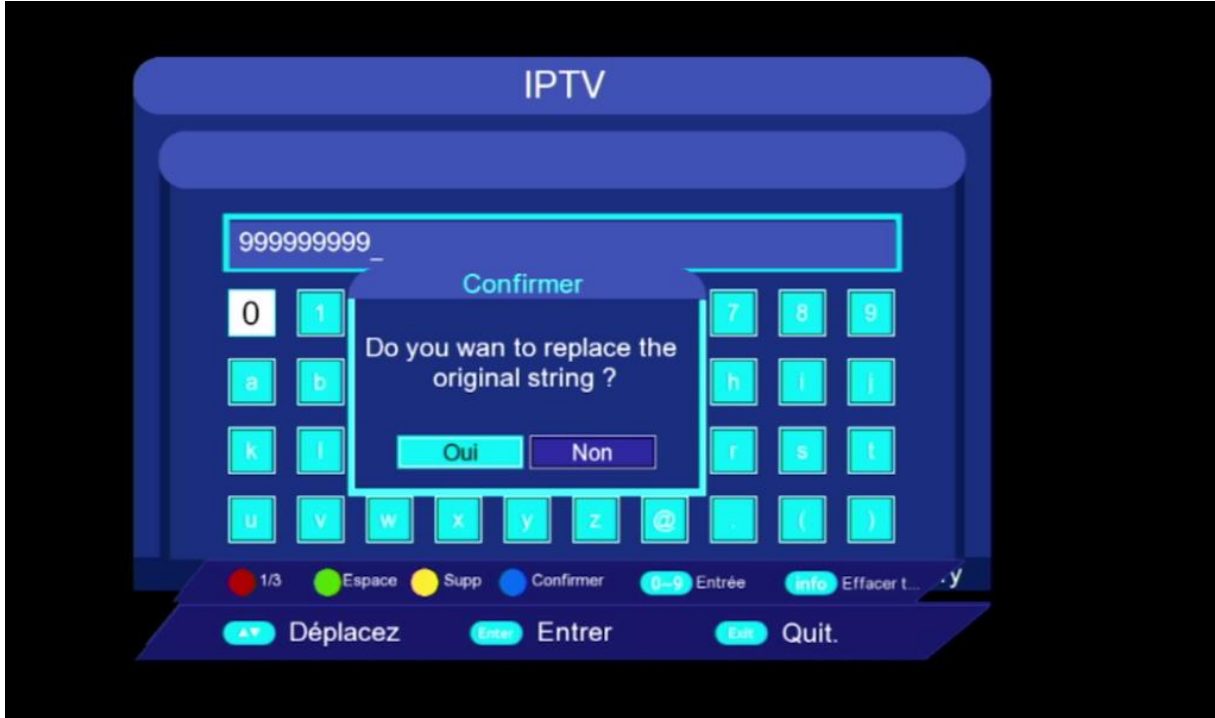 IPTV
999999999_
Confirmer
Do you wan to replace the
original string ?
Oui Non
0 1 7 8 9
a b h i j
k l r s t
u v w x y z @ . ( )
1/3 Espace Supp Confirmer 0~9 Entrée info Effacer t...
Déplacez Enter Entrer Exit Quit.